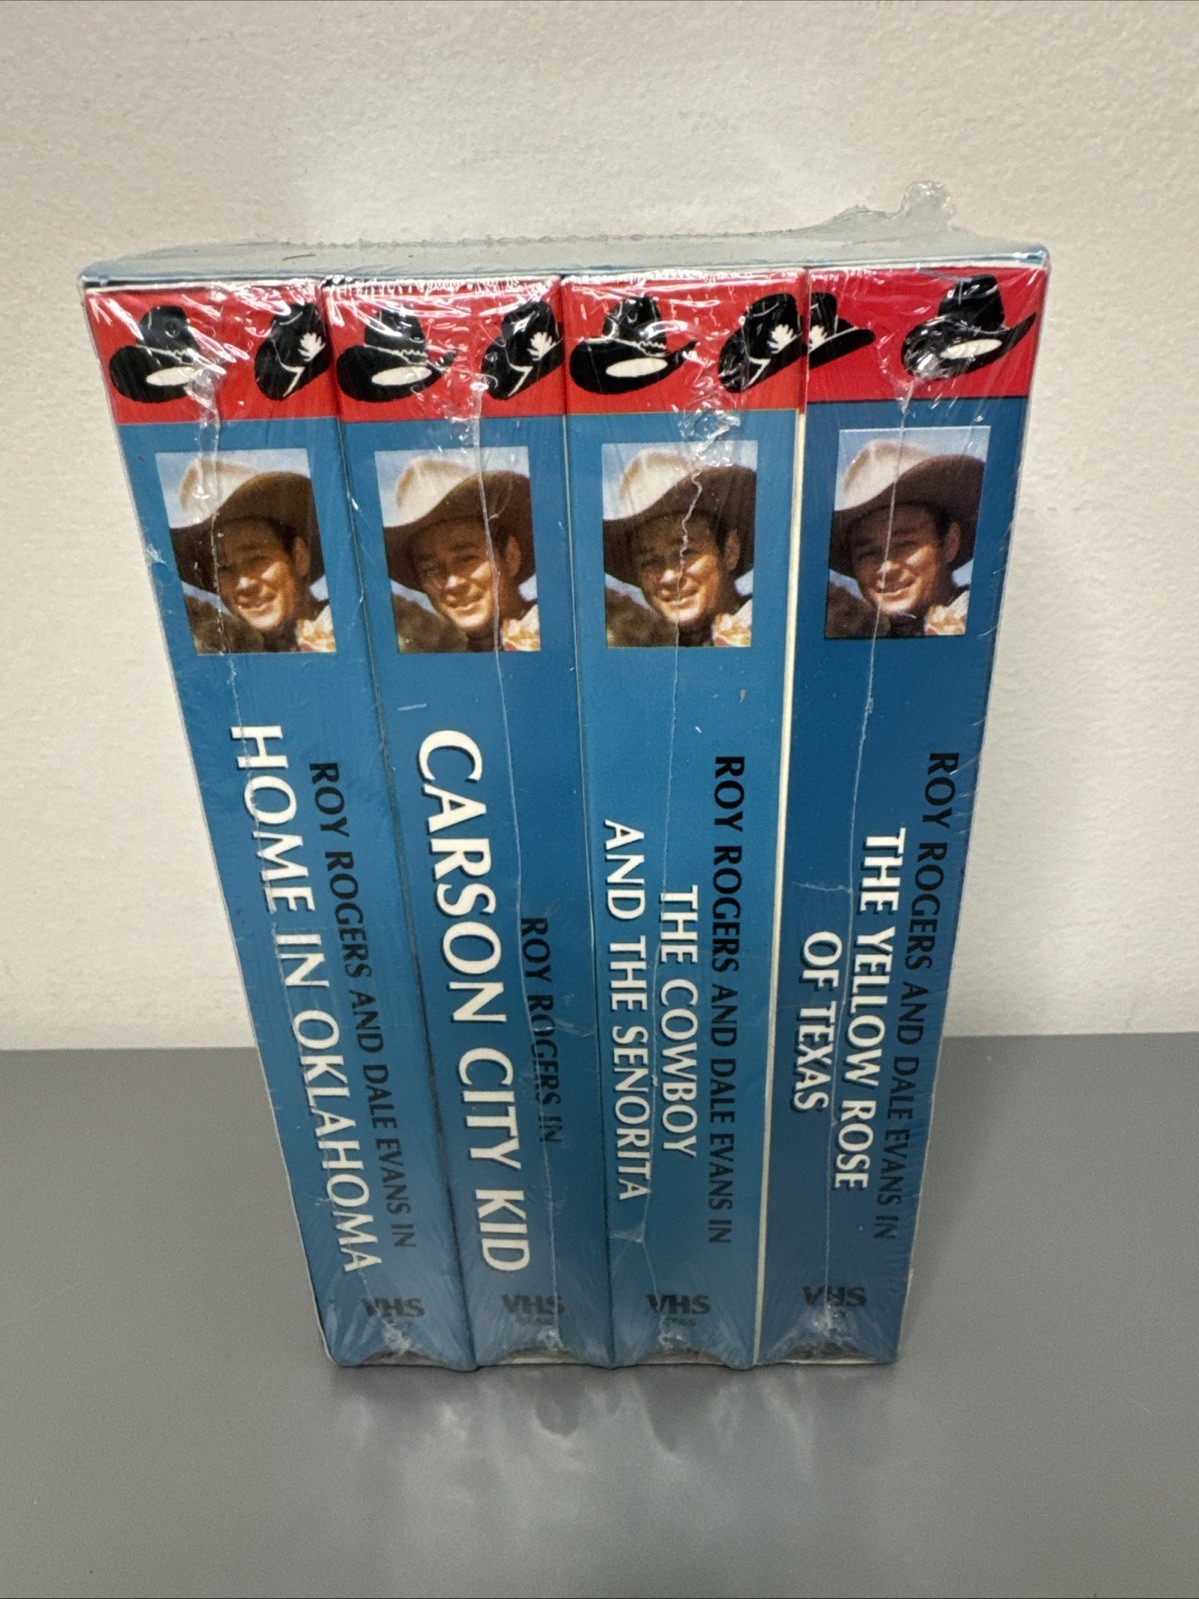 ROY ROGERS AND DALE EVANS IN
HOME IN OKLAHOMA
VHS
ROY ROGERS IN
CARSON CITY KID
VHS
ROY ROGERS AND DALE EVANS IN
THE COWBOY
AND THE SEÑORITA
VHS
ROY ROGERS AND DALE EVANS IN
THE YELLOW ROSE
OF TEXAS
VHS